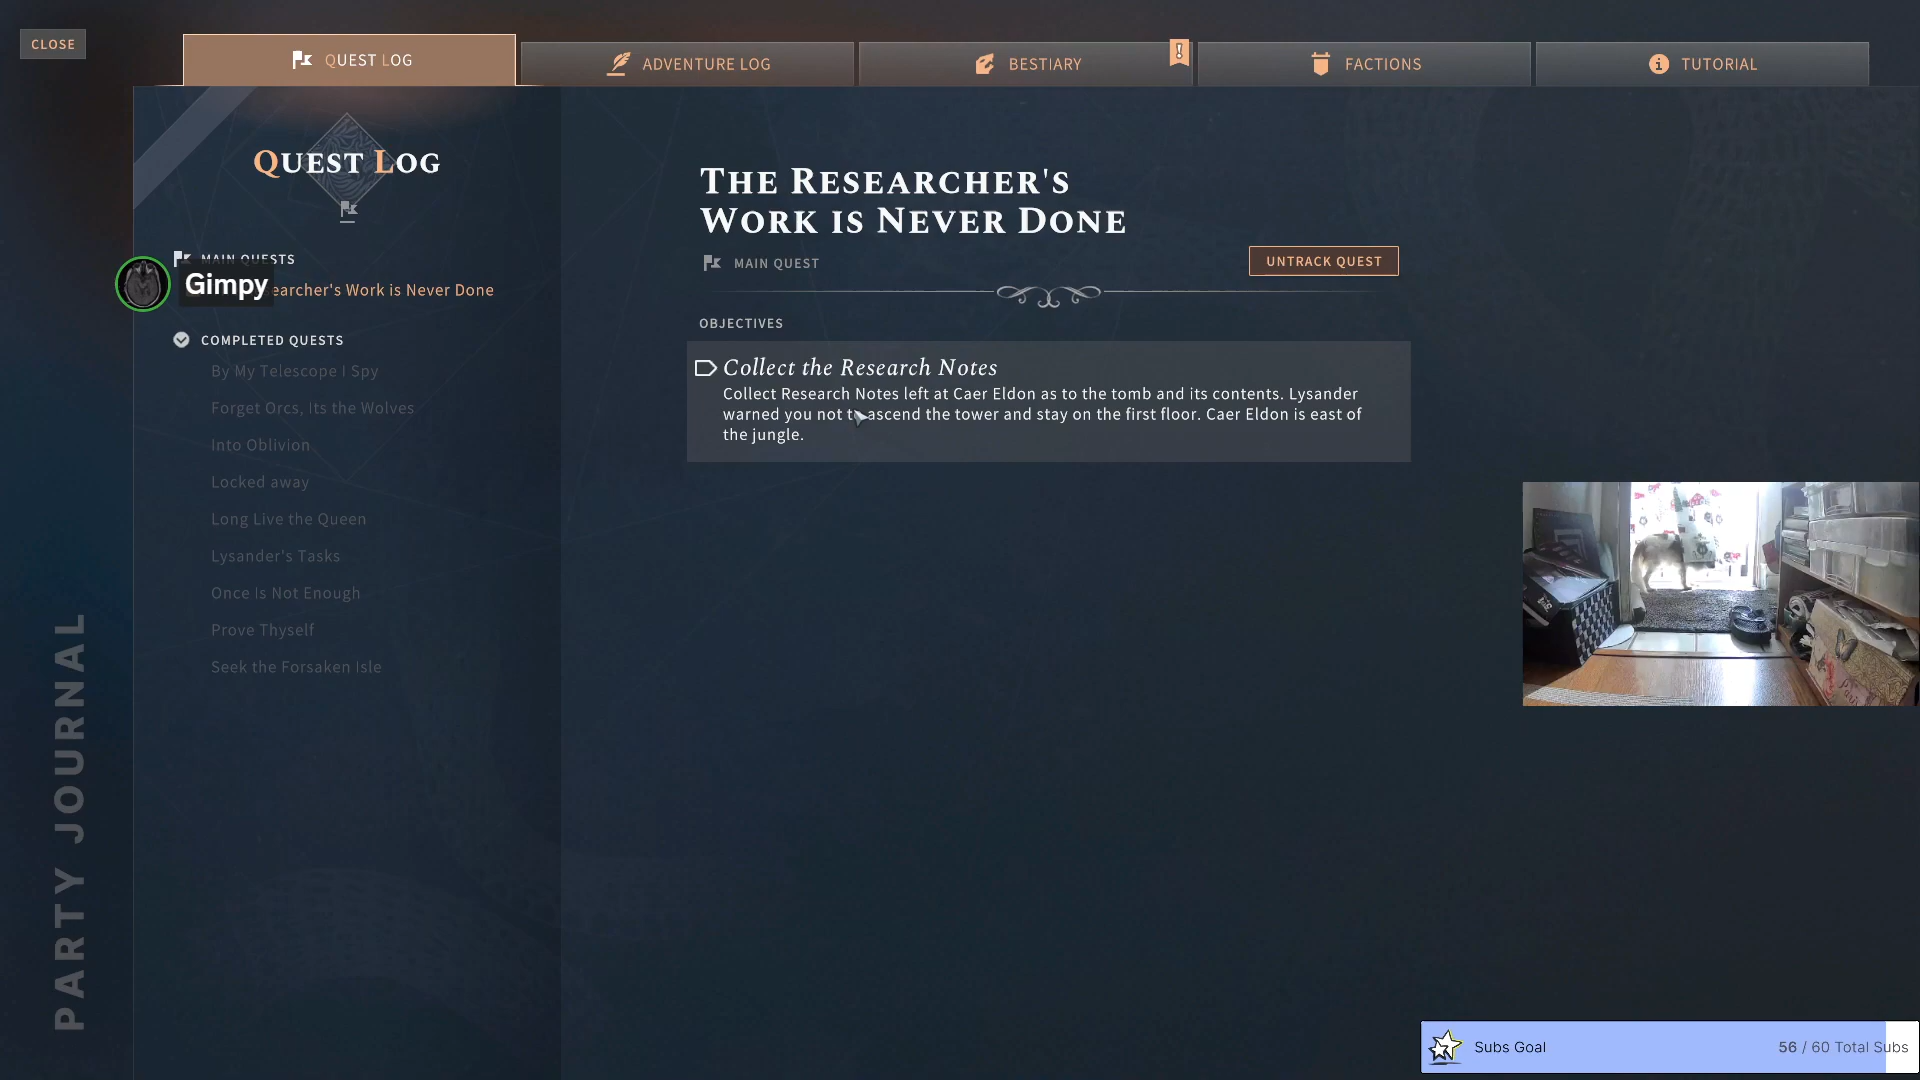 CLOSE
QUEST LOG
ADVENTURE LOG
BESTIARY
FACTIONS
TUTORIAL
QUEST LOG
MAIN QUESTS
Gimpy
earcher's Work is Never Done
COMPLETED QUESTS
By My Telescope I Spy
Forget Orcs, Its the Wolves
Into Oblivion
Locked away
Long Live the Queen
Lysander's Tasks
Once Is Not Enough
Prove Thyself
Seek the Forsaken Isle
PARTY JOURNAL
THE RESEARCHER'S
WORK IS NEVER DONE
MAIN QUEST
UNTRACK QUEST
OBJECTIVES
Collect the Research Notes
Collect Research Notes left at Caer Eldon as to the tomb and its contents. Lysander
warned you not to ascend the tower and stay on the first floor. Caer Eldon is east of
the jungle.
Subs Goal
56 / 60 Total Subs